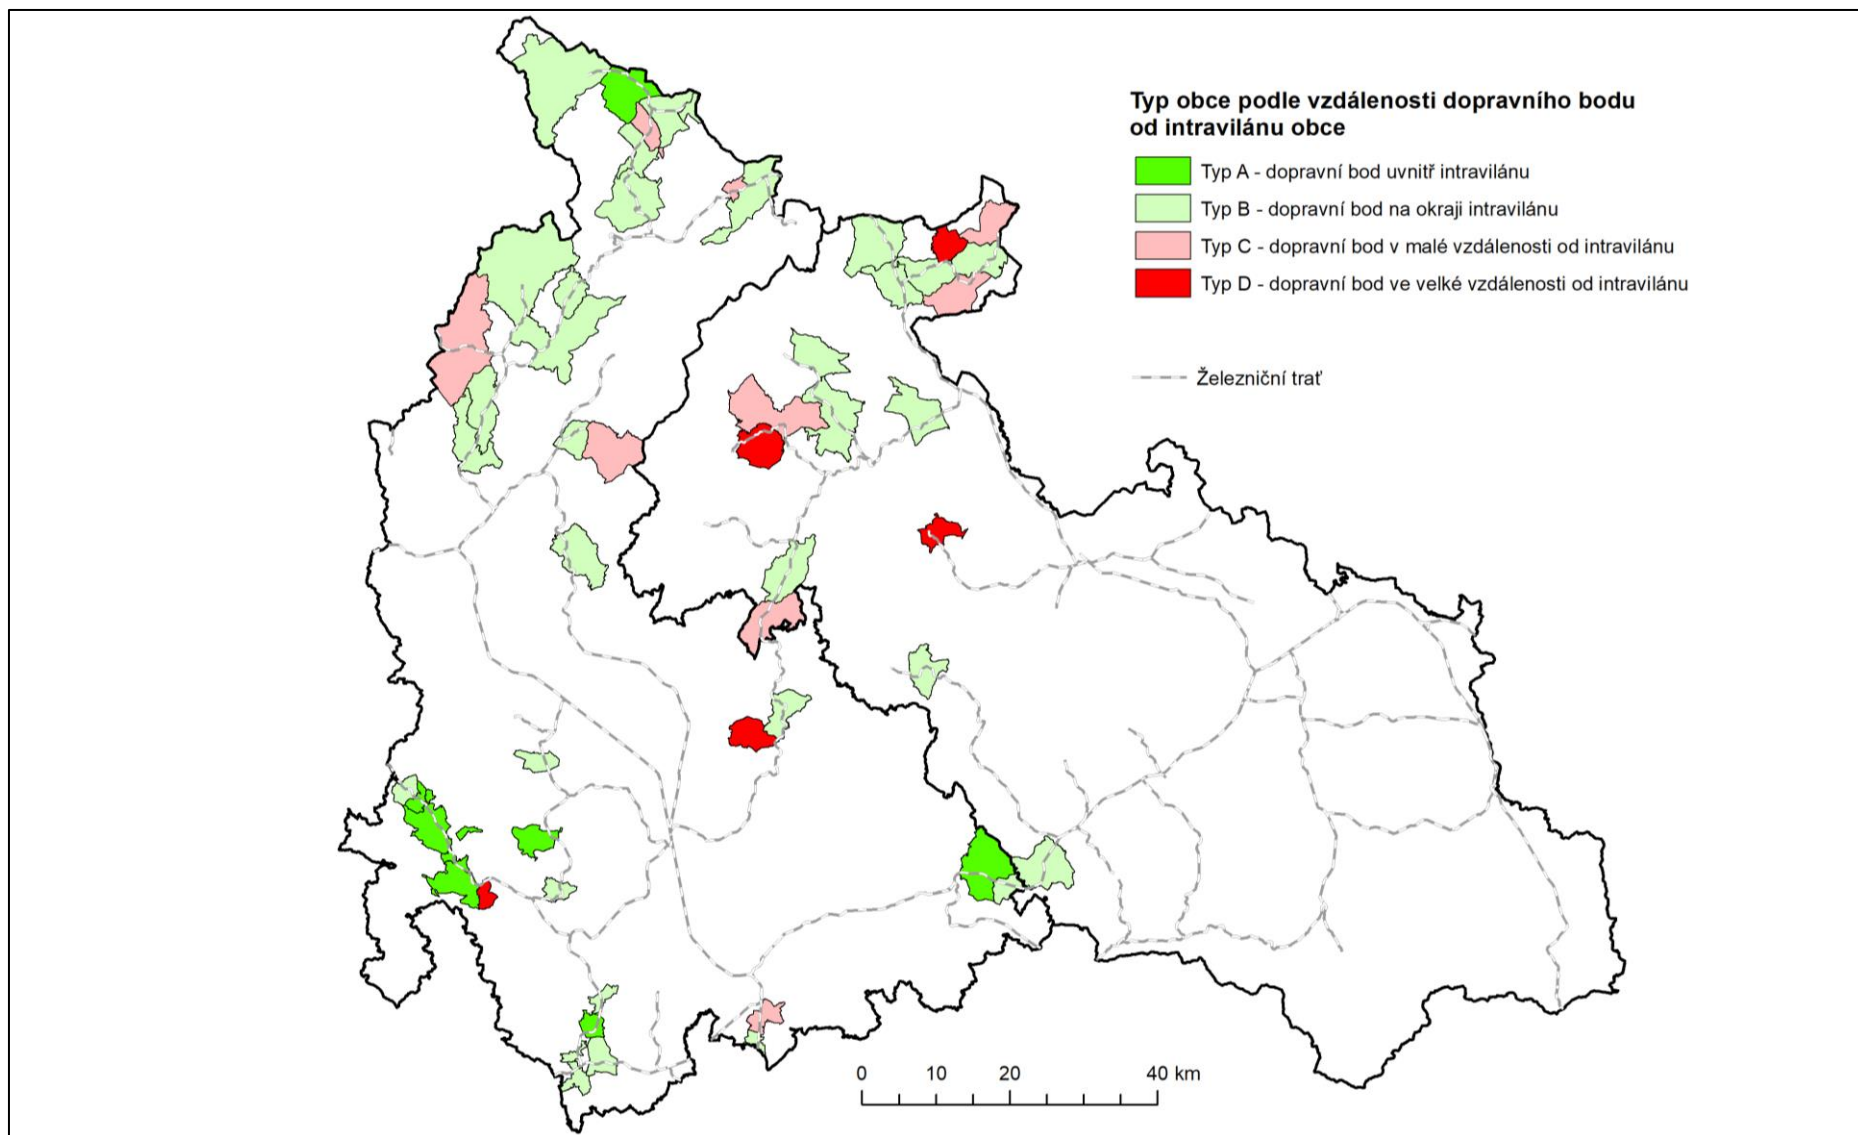 Typ obce podle vzdálenosti dopravního bodu
od intravilánu obce
Typ A - dopravní bod uvnitř intravilánu
Typ B - dopravní bod na okraji intravilánu
Typ C - dopravní bod v malé vzdálenosti od intravilánu
Typ D - dopravní bod ve velké vzdálenosti od intravilánu
Železniční trať
0 10 20 40 km